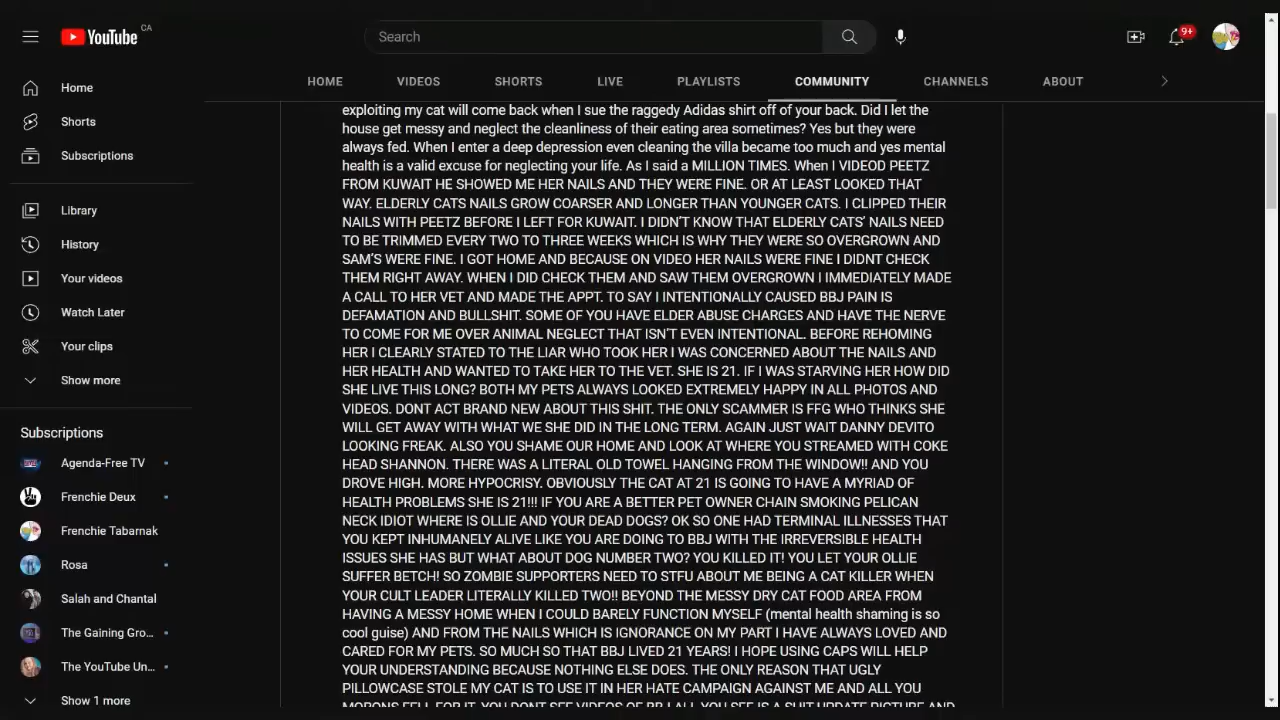 YouTube
CA
Search
9+
HOME
VIDEOS
SHORTS
LIVE
PLAYLISTS
COMMUNITY
CHANNELS
ABOUT
Home
Shorts
Subscriptions
Library
History
Your videos
Watch Later
Your clips
Show more
Subscriptions
Agenda-Free TV
Frenchie Deux
Frenchie Tabarnak
Rosa
Salah and Chantal
The Gaining Gro...
The YouTube Un...
Show 1 more
exploiting my cat will come back when I sue the raggedy Adidas shirt off of your back. Did I let the
house get messy and neglect the cleanliness of their eating area sometimes? Yes but they were
always fed. When I enter a deep depression even cleaning the villa became too much and yes mental
health is a valid excuse for neglecting your life. As I said a MILLION TIMES. When I VIDEOD PEETZ
FROM KUWAIT HE SHOWED ME HER NAILS AND THEY WERE FINE. OR AT LEAST LOOKED THAT
WAY. ELDERLY CATS NAILS GROW COARSER AND LONGER THAN YOUNGER CATS. I CLIPPED THEIR
NAILS WITH PEETZ BEFORE I LEFT FOR KUWAIT. I DIDN'T KNOW THAT ELDERLY CATS' NAILS NEED
TO BE TRIMMED EVERY TWO TO THREE WEEKS WHICH IS WHY THEY WERE SO OVERGROWN AND
SAM'S WERE FINE. I GOT HOME AND BECAUSE ON VIDEO HER NAILS WERE FINE I DIDNT CHECK
THEM RIGHT AWAY. WHEN I DID CHECK THEM AND SAW THEM OVERGROWN I IMMEDIATELY MADE
A CALL TO HER VET AND MADE THE APPT. TO SAY I INTENTIONALLY CAUSED BBJ PAIN IS
DEFAMATION AND BULLSHIT. SOME OF YOU HAVE ELDER ABUSE CHARGES AND HAVE THE NERVE
TO COME FOR ME OVER ANIMAL NEGLECT THAT ISN'T EVEN INTENTIONAL. BEFORE REHOMING
HER I CLEARLY STATED TO THE LIAR WHO TOOK HER I WAS CONCERNED ABOUT THE NAILS AND
HER HEALTH AND WANTED TO TAKE HER TO THE VET. SHE IS 21. IF I WAS STARVING HER HOW DID
SHE LIVE THIS LONG? BOTH MY PETS ALWAYS LOOKED EXTREMELY HAPPY IN ALL PHOTOS AND
VIDEOS. DONT ACT BRAND NEW ABOUT THIS SHIT. THE ONLY SCAMMER IS FFG WHO THINKS SHE
WILL GET AWAY WITH WHAT WE SHE DID IN THE LONG TERM. AGAIN JUST WAIT DANNY DEVITO
LOOKING FREAK. ALSO YOU SHAME OUR HOME AND LOOK AT WHERE YOU STREAMED WITH COKE
HEAD SHANNON. THERE WAS A LITERAL OLD TOWEL HANGING FROM THE WINDOW!! AND YOU
DROVE HIGH. MORE HYPOCRISY. OBVIOUSLY THE CAT AT 21 IS GOING TO HAVE A MYRIAD OF
HEALTH PROBLEMS SHE IS 21!!! IF YOU ARE A BETTER PET OWNER CHAIN SMOKING PELICAN
NECK IDIOT WHERE IS OLLIE AND YOUR DEAD DOGS? OK SO ONE HAD TERMINAL ILLNESSES THAT
YOU KEPT INHUMANELY ALIVE LIKE YOU ARE DOING TO BBJ WITH THE IRREVERSIBLE HEALTH
ISSUES SHE HAS BUT WHAT ABOUT DOG NUMBER TWO? YOU KILLED IT! YOU LET YOUR OLLIE
SUFFER BETCH! SO ZOMBIE SUPPORTERS NEED TO STFU ABOUT ME BEING A CAT KILLER WHEN
YOUR CULT LEADER LITERALLY KILLED TWO!! BEYOND THE MESSY DRY CAT FOOD AREA FROM
HAVING A MESSY HOME WHEN I COULD BARELY FUNCTION MYSELF (mental health shaming is so
cool guise) AND FROM THE NAILS WHICH IS IGNORANCE ON MY PART I HAVE ALWAYS LOVED AND
CARED FOR MY PETS. SO MUCH SO THAT BBJ LIVED 21 YEARS! I HOPE USING CAPS WILL HELP
YOUR UNDERSTANDING BECAUSE NOTHING ELSE DOES. THE ONLY REASON THAT UGLY
PILLOWCASE STOLE MY CAT IS TO USE IT IN HER HATE CAMPAIGN AGAINST ME AND ALL YOU
MORONS FELL FOR IT. YOU DONT SEE VIDEOS OF BBJ ALL YOU SEE IS A SUIT UPDATE PICTURE AND